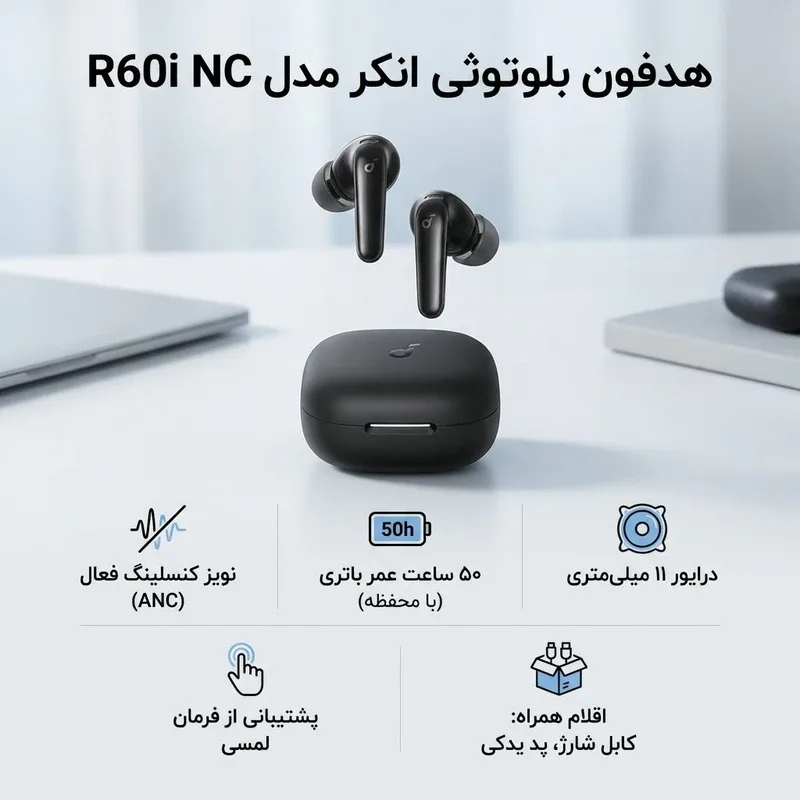 هدفون بلوتوثی انکر مدل R60i NC
درایور ۱۱ میلی‌متری
50h
۵۰ ساعت عمر باتری
(با محفظه)
نویز کنسلینگ فعال
(ANC)
اقلام همراه:
کابل شارژ، پد یدکی
پشتیبانی از فرمان
لمسی